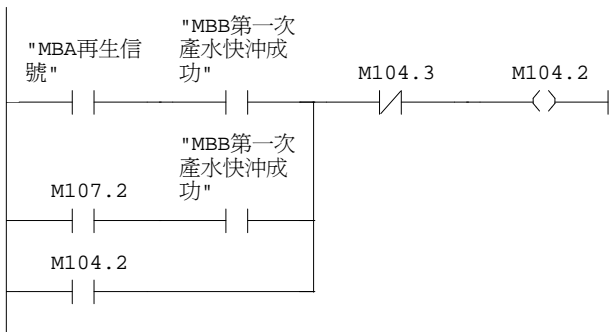 "MBA再生信
號"
"MBB第一次
產水快沖成
功"
M104.3
M104.2
M107.2
"MBB第一次
產水快沖成
功"
M104.2